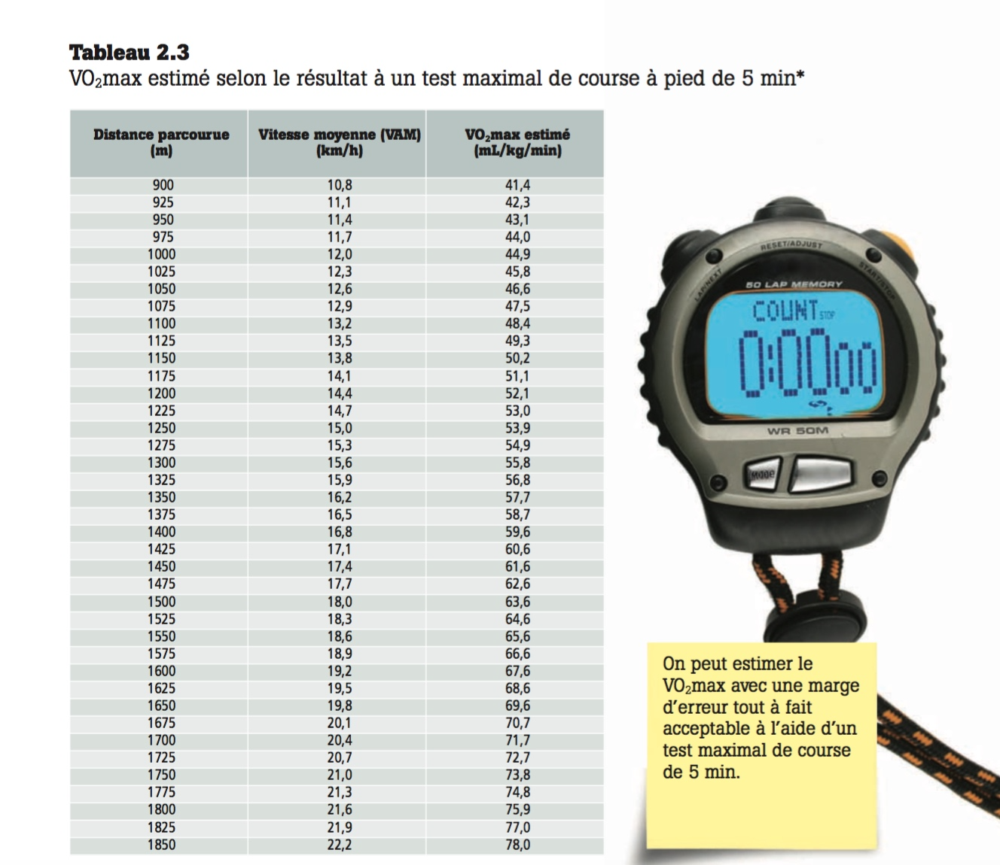 Tableau 2.3
VO₂max estimé selon le résultat à un test maximal de course à pied de 5 min*
Distance parcourue (m) Vitesse moyenne (VAM) (km/h) VO₂max estimé (mL/kg/min)
900 10,8 41,4
925 11,1 42,3
950 11,4 43,1
975 11,7 44,0
1000 12,0 44,9
1025 12,3 45,8
1050 12,6 46,6
1075 12,9 47,5
1100 13,2 48,4
1125 13,5 49,3
1150 13,8 50,2
1175 14,1 51,1
1200 14,4 52,1
1225 14,7 53,0
1250 15,0 53,9
1275 15,3 54,9
1300 15,6 55,8
1325 15,9 56,8
1350 16,2 57,7
1375 16,5 58,7
1400 16,8 59,6
1425 17,1 60,6
1450 17,4 61,6
1475 17,7 62,6
1500 18,0 63,6
1525 18,3 64,6
1550 18,6 65,6
1575 18,9 66,6
1600 19,2 67,6
1625 19,5 68,6
1650 19,8 69,6
1675 20,1 70,7
1700 20,4 71,7
1725 20,7 72,7
1750 21,0 73,8
1775 21,3 74,8
1800 21,6 75,9
1825 21,9 77,0
1850 22,2 78,0
RESET/ADJUST
LAP/NEXT
START/STOP
50 LAP MEMORY
COUNT STOP
0:0000
WR 50M
Mode
On peut estimer le
VO₂max avec une marge
d'erreur tout à fait
acceptable à l'aide d'un
test maximal de course
de 5 min.